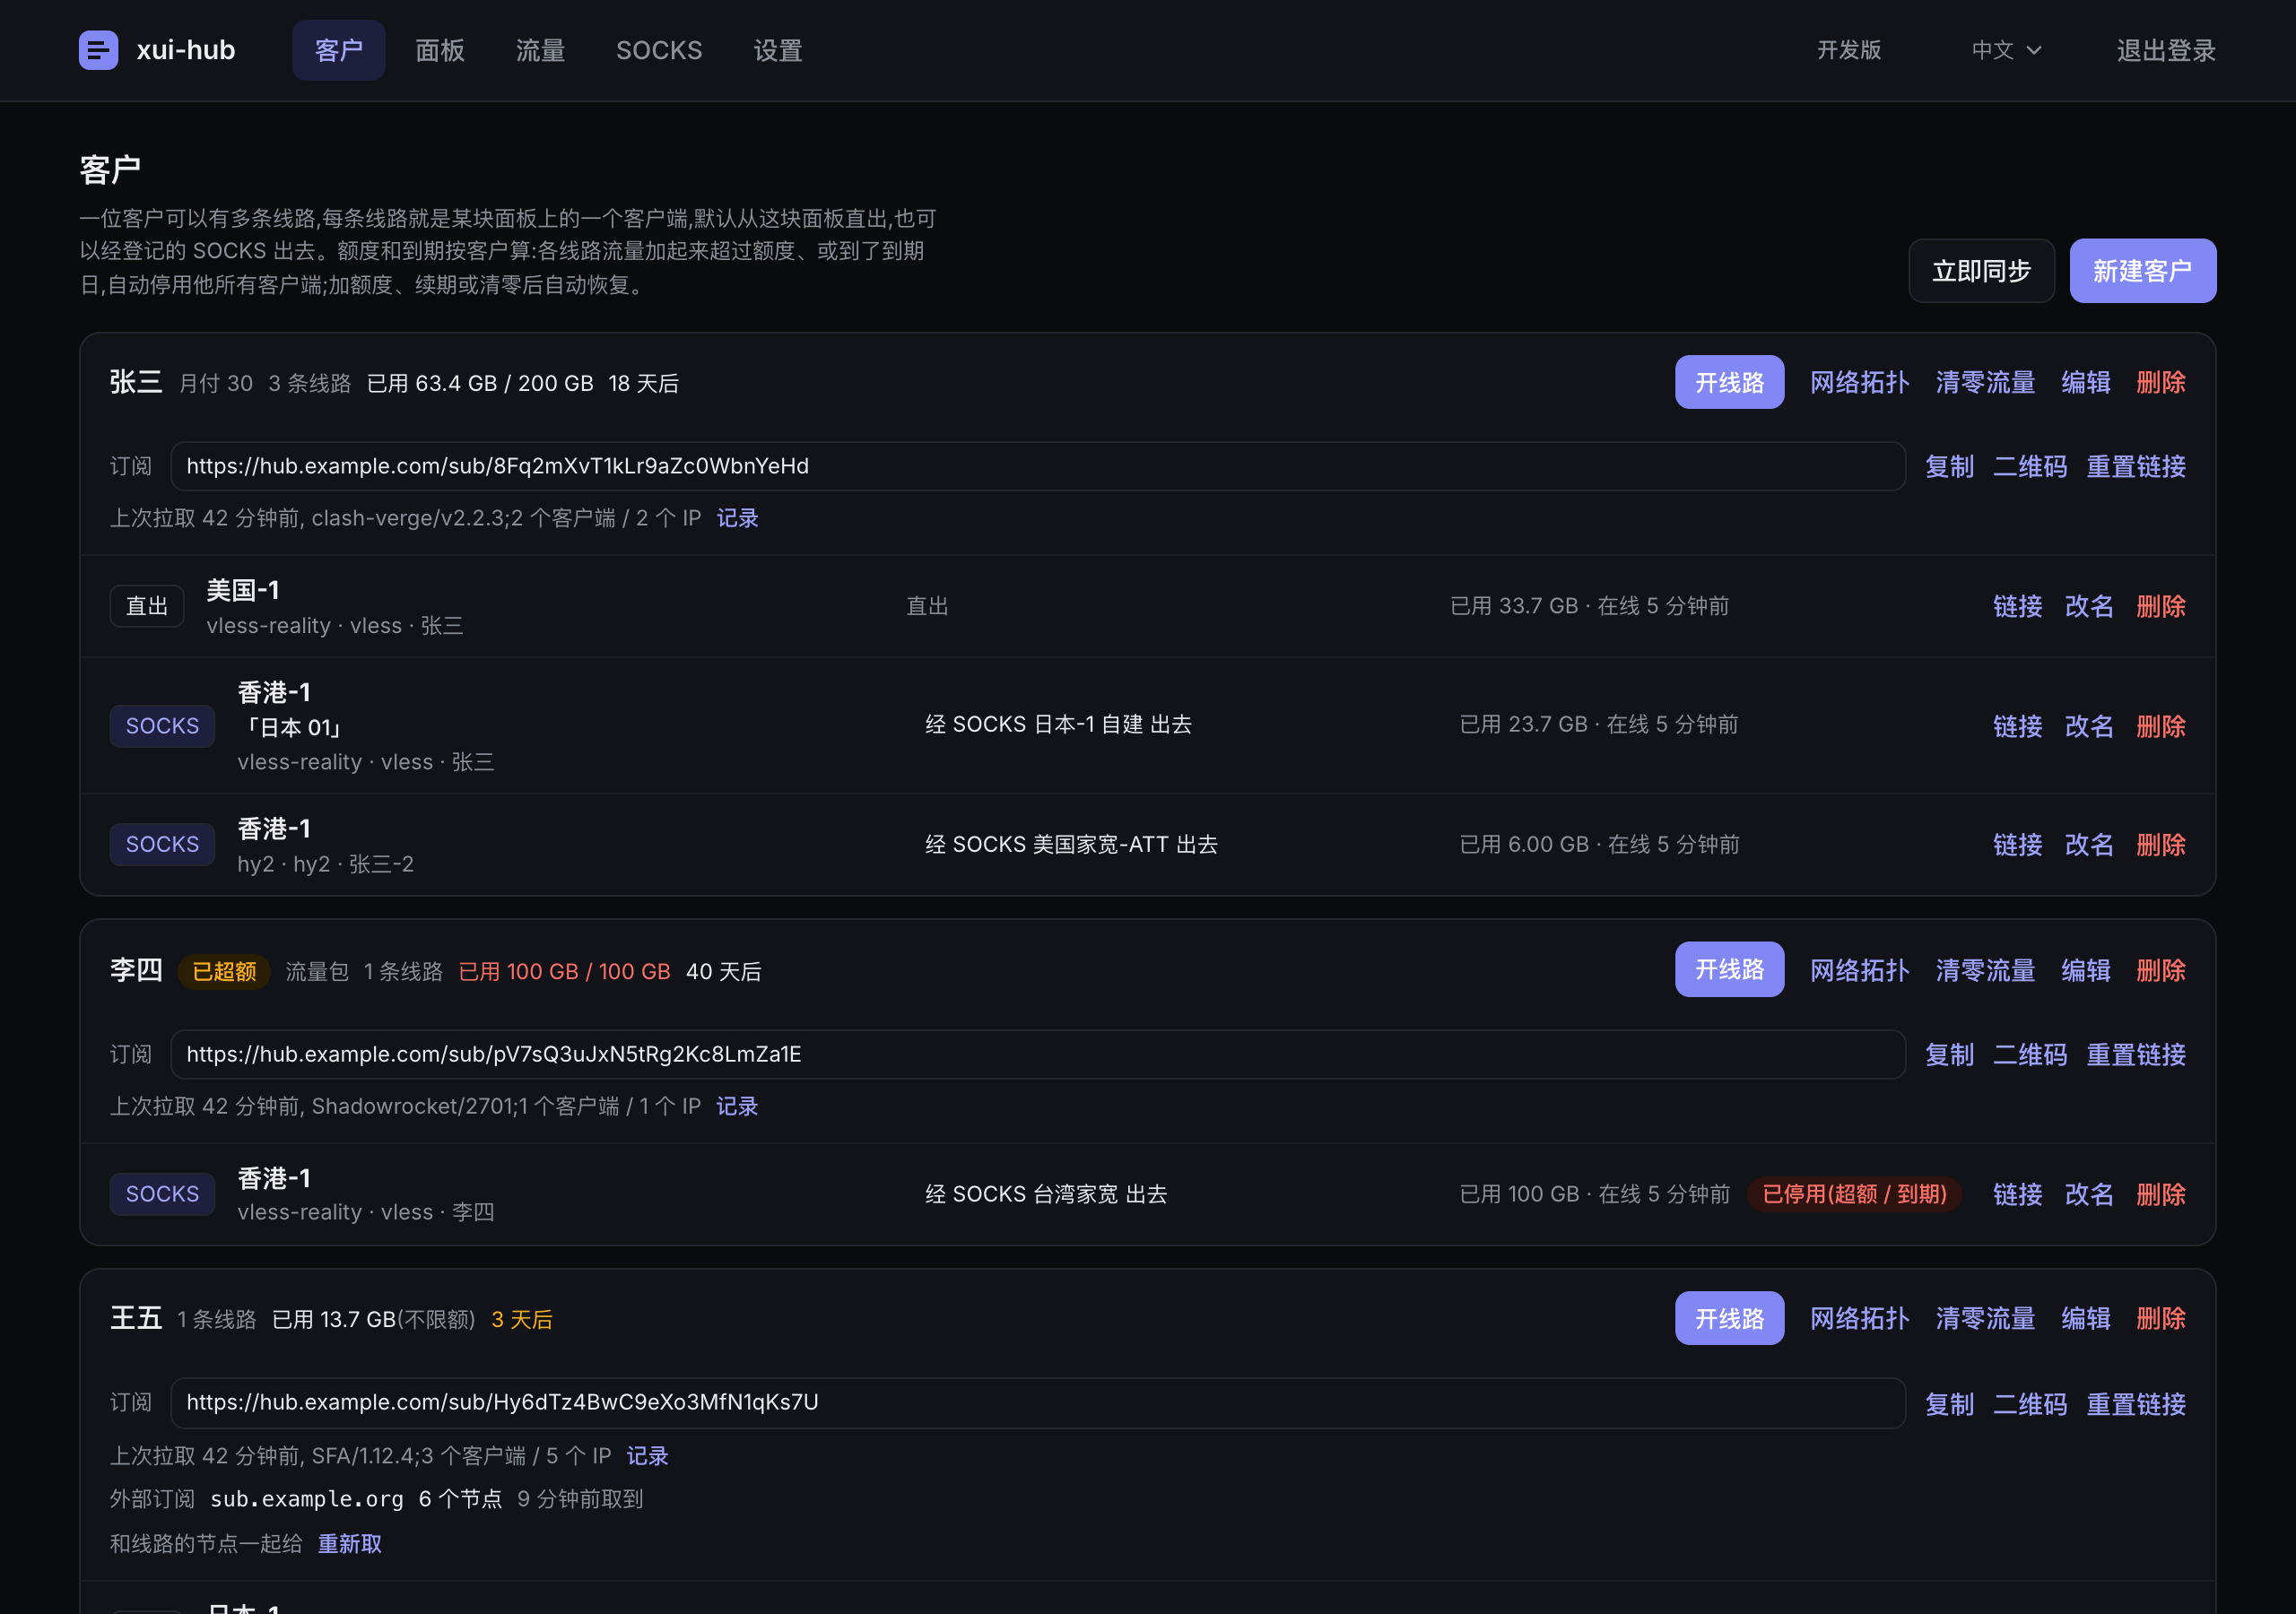 xui-hub 客户 面板 流量 SOCKS 设置 开发版 中文 退出登录
客户
一位客户可以有多条线路,每条线路就是某块面板上的一个客户端,默认从这块面板直出,也可
以经登记的 SOCKS 出去。额度和到期按客户算:各线路流量加起来超过额度、或到了到期
日,自动停用他所有客户端;加额度、续期或清零后自动恢复。
立即同步 新建客户
张三 月付 30 3 条线路 已用 63.4 GB / 200 GB 18 天后 开线路 网络拓扑 清零流量 编辑 删除
订阅 https://hub.example.com/sub/8Fq2mXvT1kLr9aZc0WbnYeHd 复制 二维码 重置链接
上次拉取 42 分钟前, clash-verge/v2.2.3;2 个客户端 / 2 个 IP 记录
直出 美国-1 直出 已用 33.7 GB · 在线 5 分钟前 链接 改名 删除
vless-reality · vless · 张三
香港-1
SOCKS 「日本 01」 经 SOCKS 日本-1 自建 出去 已用 23.7 GB · 在线 5 分钟前 链接 改名 删除
vless-reality · vless · 张三
SOCKS 香港-1 经 SOCKS 美国家宽-ATT 出去 已用 6.00 GB · 在线 5 分钟前 链接 改名 删除
hy2 · hy2 · 张三-2
李四 已超额 流量包 1 条线路 已用 100 GB / 100 GB 40 天后 开线路 网络拓扑 清零流量 编辑 删除
订阅 https://hub.example.com/sub/pV7sQ3uJxN5tRg2Kc8LmZa1E 复制 二维码 重置链接
上次拉取 42 分钟前, Shadowrocket/2701;1 个客户端 / 1 个 IP 记录
SOCKS 香港-1 经 SOCKS 台湾家宽 出去 已用 100 GB · 在线 5 分钟前 已停用(超额 / 到期) 链接 改名 删除
vless-reality · vless · 李四
王五 1 条线路 已用 13.7 GB(不限额) 3 天后 开线路 网络拓扑 清零流量 编辑 删除
订阅 https://hub.example.com/sub/Hy6dTz4BwC9eXo3MfN1qKs7U 复制 二维码 重置链接
上次拉取 42 分钟前, SFA/1.12.4;3 个客户端 / 5 个 IP 记录
外部订阅 sub.example.org 6 个节点 9 分钟前取到
和线路的节点一起给 重新取
日本-1